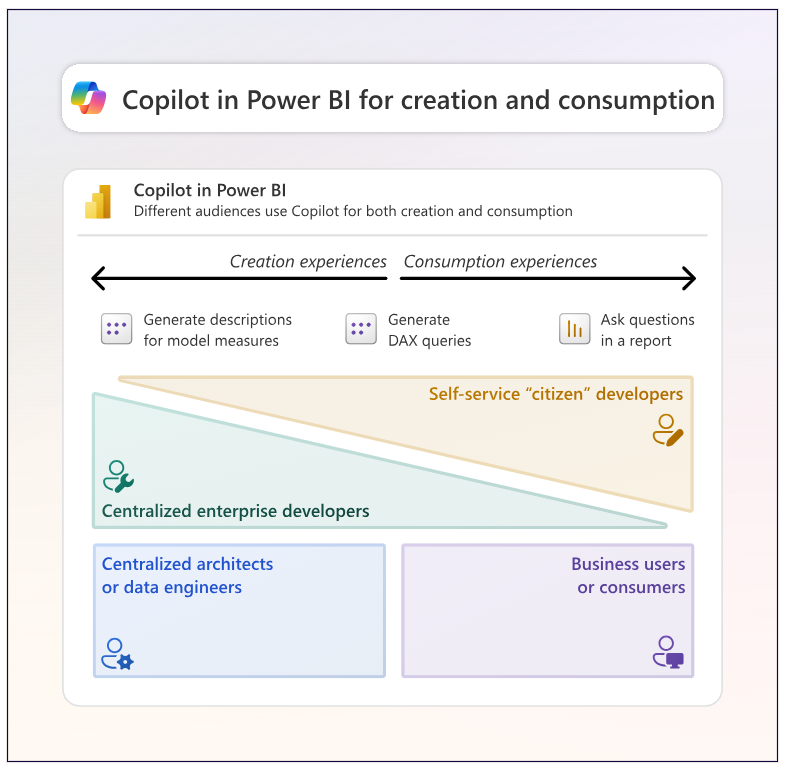 Copilot in Power BI for creation and consumption
Copilot in Power BI
Different audiences use Copilot for both creation and consumption
Creation experiences
Consumption experiences
Generate descriptions
for model measures
Generate
DAX queries
Ask questions
in a report
Self-service “citizen” developers
Centralized enterprise developers
Centralized architects
or data engineers
Business users
or consumers